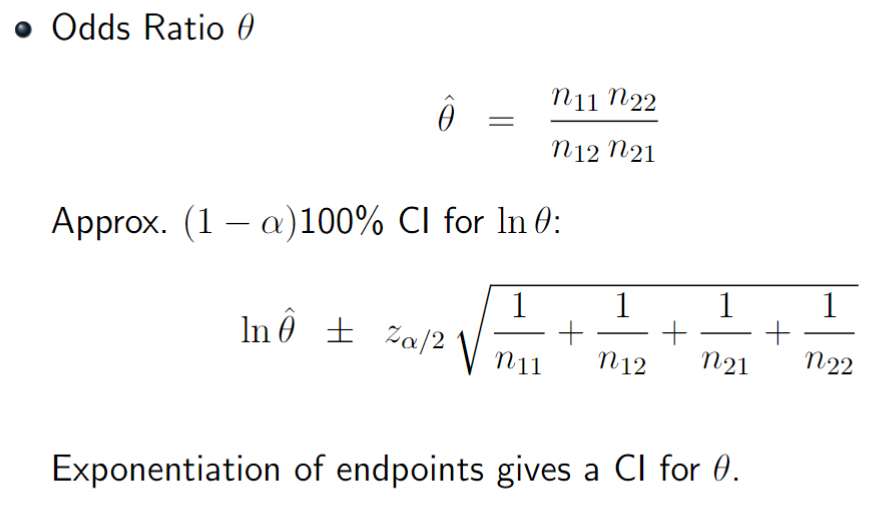 • Odds Ratio θ
θ̂ = n₁₁ n₂₂ / n₁₂ n₂₁
Approx. (1 − α)100% CI for ln θ:
ln θ̂ ± z_{α/2} √(1/n₁₁ + 1/n₁₂ + 1/n₂₁ + 1/n₂₂)
Exponentiation of endpoints gives a CI for θ.